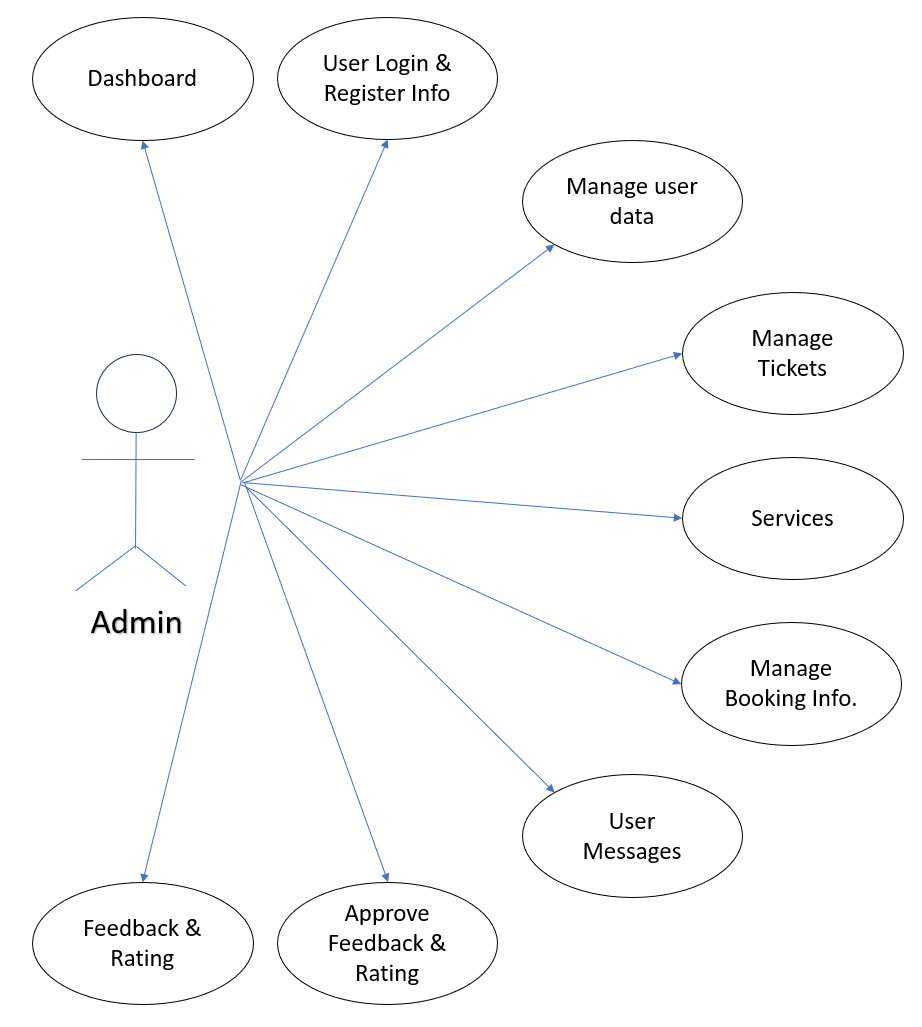 Dashboard
User Login &
Register Info
Manage user
data
Manage
Tickets
Services
Admin
Manage
Booking Info.
User
Messages
Feedback &
Rating
Approve
Feedback &
Rating